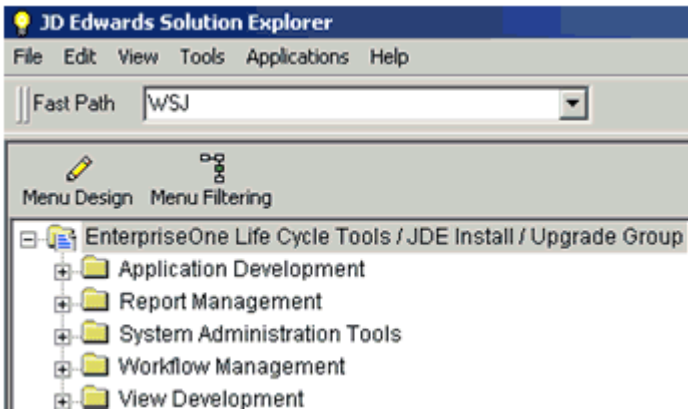 JD Edwards Solution Explorer
File Edit View Tools Applications Help
Fast Path WSJ
Menu Design Menu Filtering
EnterpriseOne Life Cycle Tools / JDE Install / Upgrade Group
Application Development
Report Management
System Administration Tools
Workflow Management
View Development